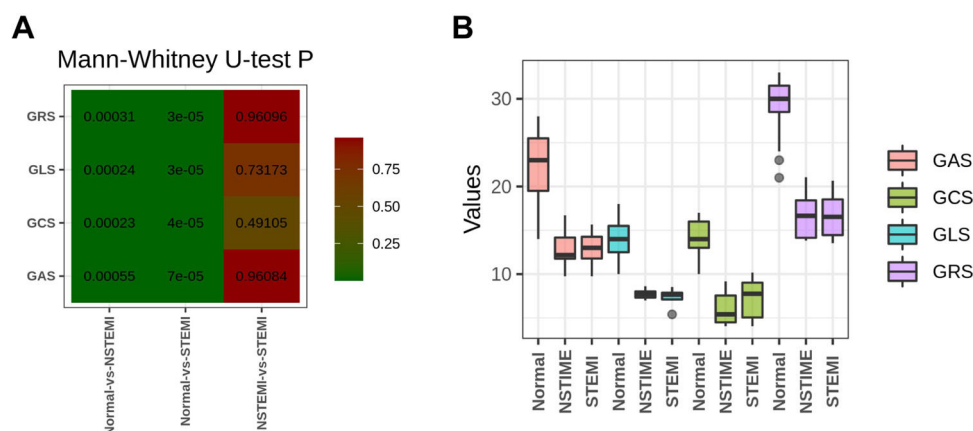 A
Mann-Whitney U-test P
GRS 0.00031 3e-05 0.96096
GLS 0.00024 3e-05 0.73173
GCS 0.00023 4e-05 0.49105
GAS 0.00055 7e-05 0.96084
0.75
0.50
0.25
Normal-vs-NSTEMI
Normal-vs-STEMI
NSTEMI-vs-STEMI
B
Values
30
20
10
Normal
NSTIME
STEMI
Normal
NSTIME
STEMI
Normal
NSTIME
STEMI
Normal
NSTIME
STEMI
GAS
GCS
GLS
GRS